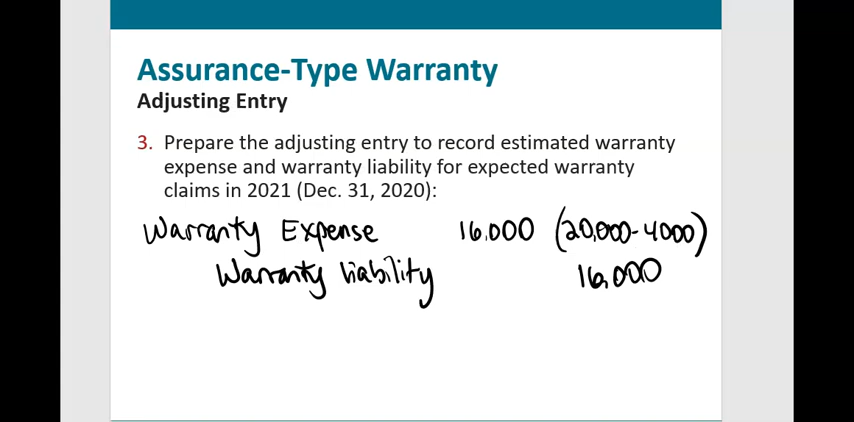 Assurance-Type Warranty
Adjusting Entry
3. Prepare the adjusting entry to record estimated warranty
expense and warranty liability for expected warranty
claims in 2021 (Dec. 31, 2020):
Warranty Expense 16,000 (20,000-4000)
Warranty liability 16,000